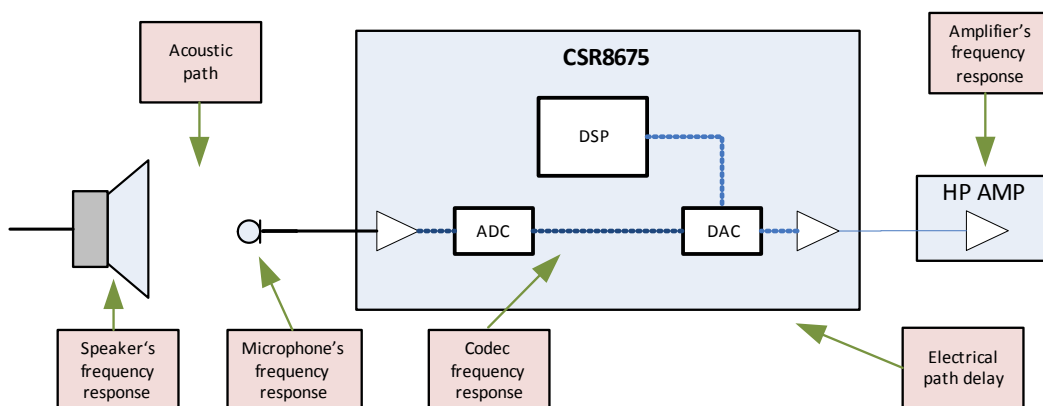 Acoustic
path
CSR8675
Amplifier's
frequency
response
DSP
HP AMP
ADC
DAC
Speaker‘s
frequency
response
Microphone's
frequency
response
Codec
frequency
response
Electrical
path delay